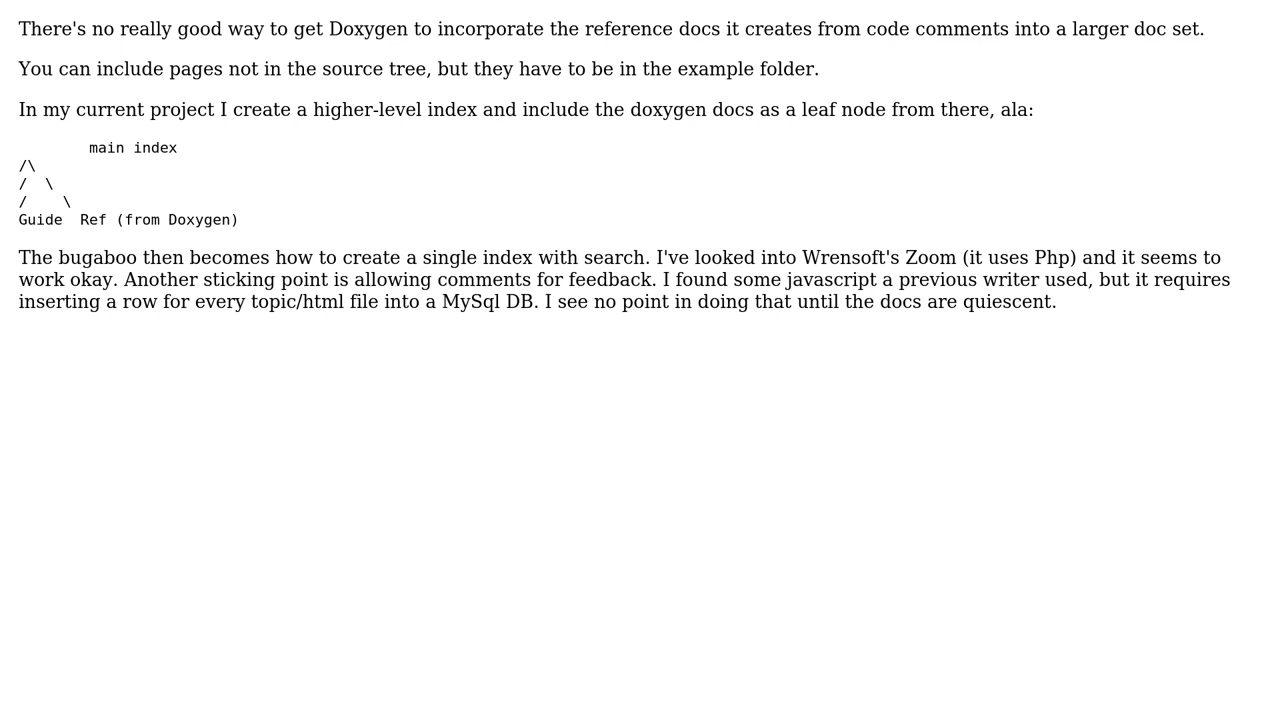 There's no really good way to get Doxygen to incorporate the reference docs it creates from code comments into a larger doc set.
You can include pages not in the source tree, but they have to be in the example folder.
In my current project I create a higher-level index and include the doxygen docs as a leaf node from there, ala:
        main index
/\
/  \
/    \
Guide  Ref (from Doxygen)
The bugaboo then becomes how to create a single index with search. I've looked into Wrensoft's Zoom (it uses Php) and it seems to
work okay. Another sticking point is allowing comments for feedback. I found some javascript a previous writer used, but it requires
inserting a row for every topic/html file into a MySql DB. I see no point in doing that until the docs are quiescent.